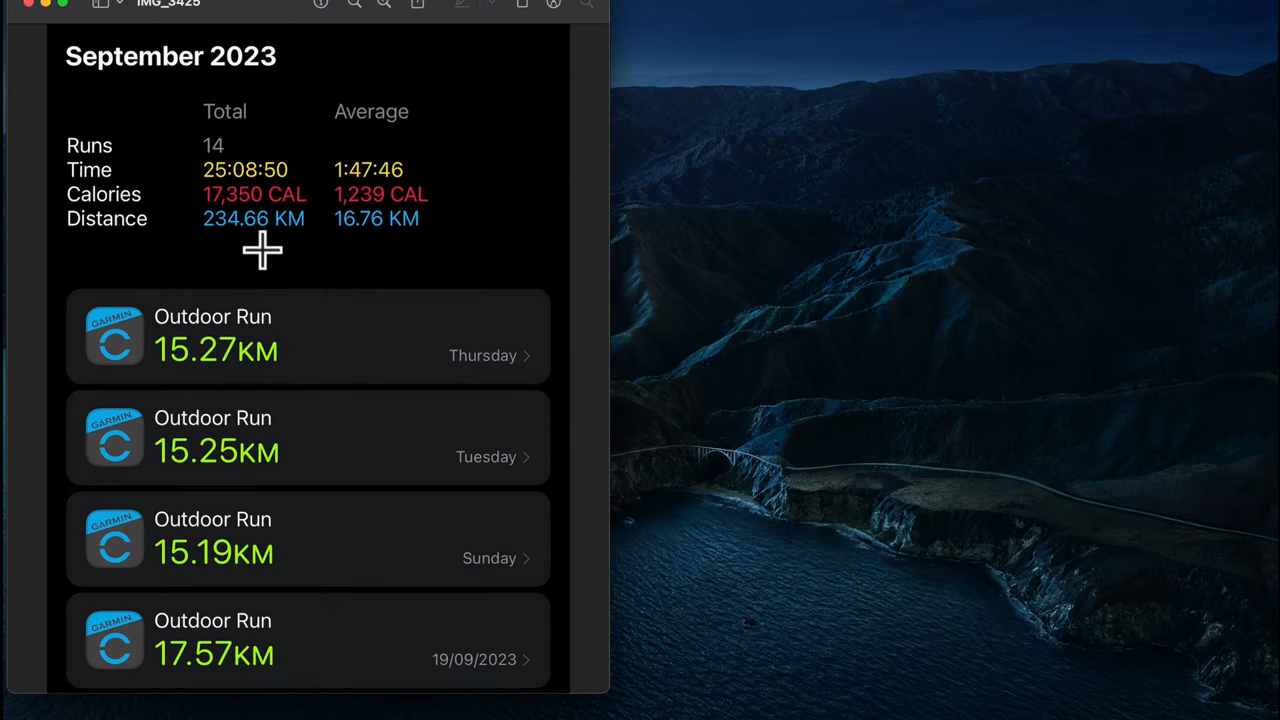 IMG_3425
September 2023
Total Average
Runs 14
Time 25:08:50 1:47:46
Calories 17,350 CAL 1,239 CAL
Distance 234.66 KM 16.76 KM
GARMIN
Outdoor Run
15.27KM
Thursday
GARMIN
Outdoor Run
15.25KM
Tuesday
GARMIN
Outdoor Run
15.19KM
Sunday
GARMIN
Outdoor Run
17.57KM
19/09/2023